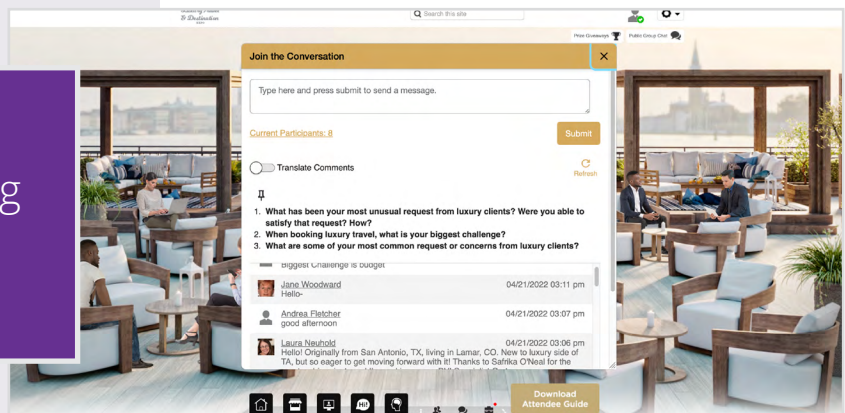 & Destination
Search this site
Prize Giveaways
Public Group Chat
Join the Conversation
×
Type here and press submit to send a message.
Current Participants: 8
Submit
Translate Comments
Refresh
1. What has been your most unusual request from luxury clients? Were you able to
satisfy that request? How?
2. When booking luxury travel, what is your biggest challenge?
3. What are some of your most common request or concerns from luxury clients?
Biggest Challenge is budget
Jane Woodward 04/21/2022 03:11 pm
Hello-
Andrea Fletcher 04/21/2022 03:07 pm
good afternoon
Laura Neuhold 04/21/2022 03:06 pm
Hello! Originally from San Antonio, TX, living in Lamar, CO. New to luxury side of
TA, but so eager to get moving forward with it! Thanks to Safrika O'Neal for the
g
Hi!
Download
Attendee Guide